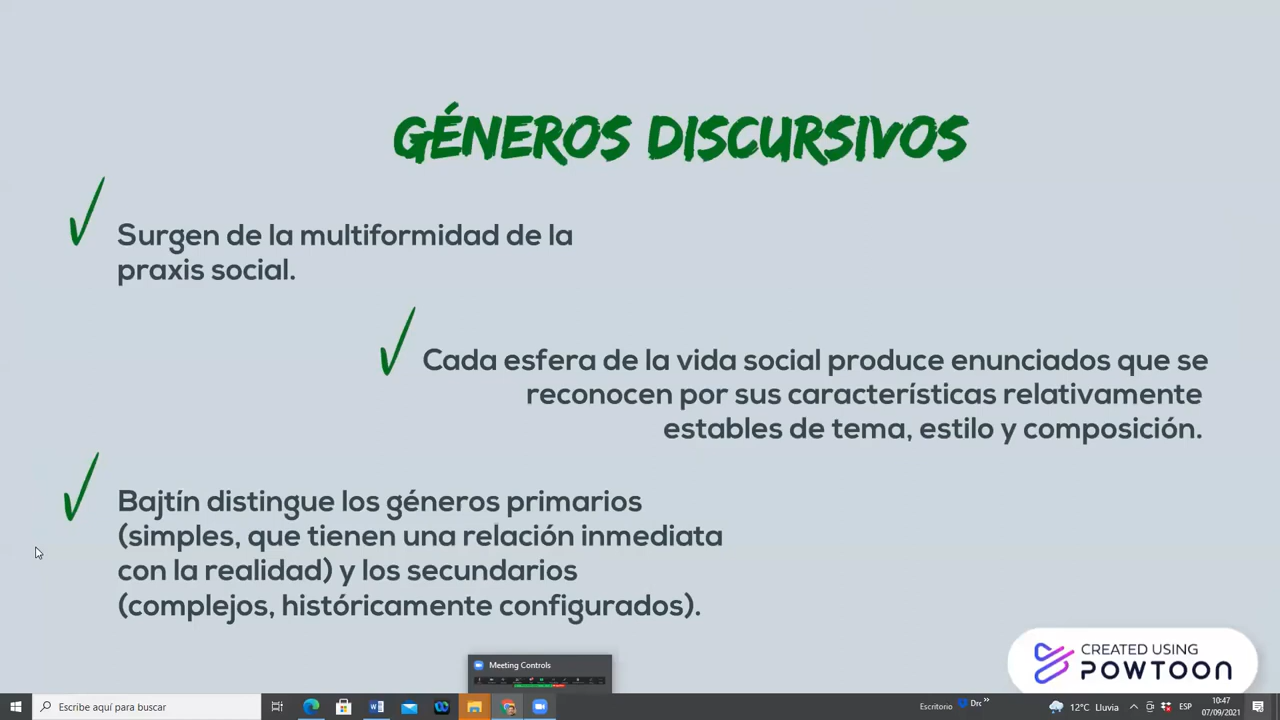 GÉNEROS DISCURSIVOS
Surgen de la multiformidad de la
praxis social.
Cada esfera de la vida social produce enunciados que se
reconocen por sus características relativamente
estables de tema, estilo y composición.
Bajtín distingue los géneros primarios
(simples, que tienen una relación inmediata
con la realidad) y los secundarios
(complejos, históricamente configurados).
CREATED USING
POWTOON
Meeting Controls
Escribe aquí para buscar
Escritorio
12°C Lluvia
ESP
10:47
07/09/2021